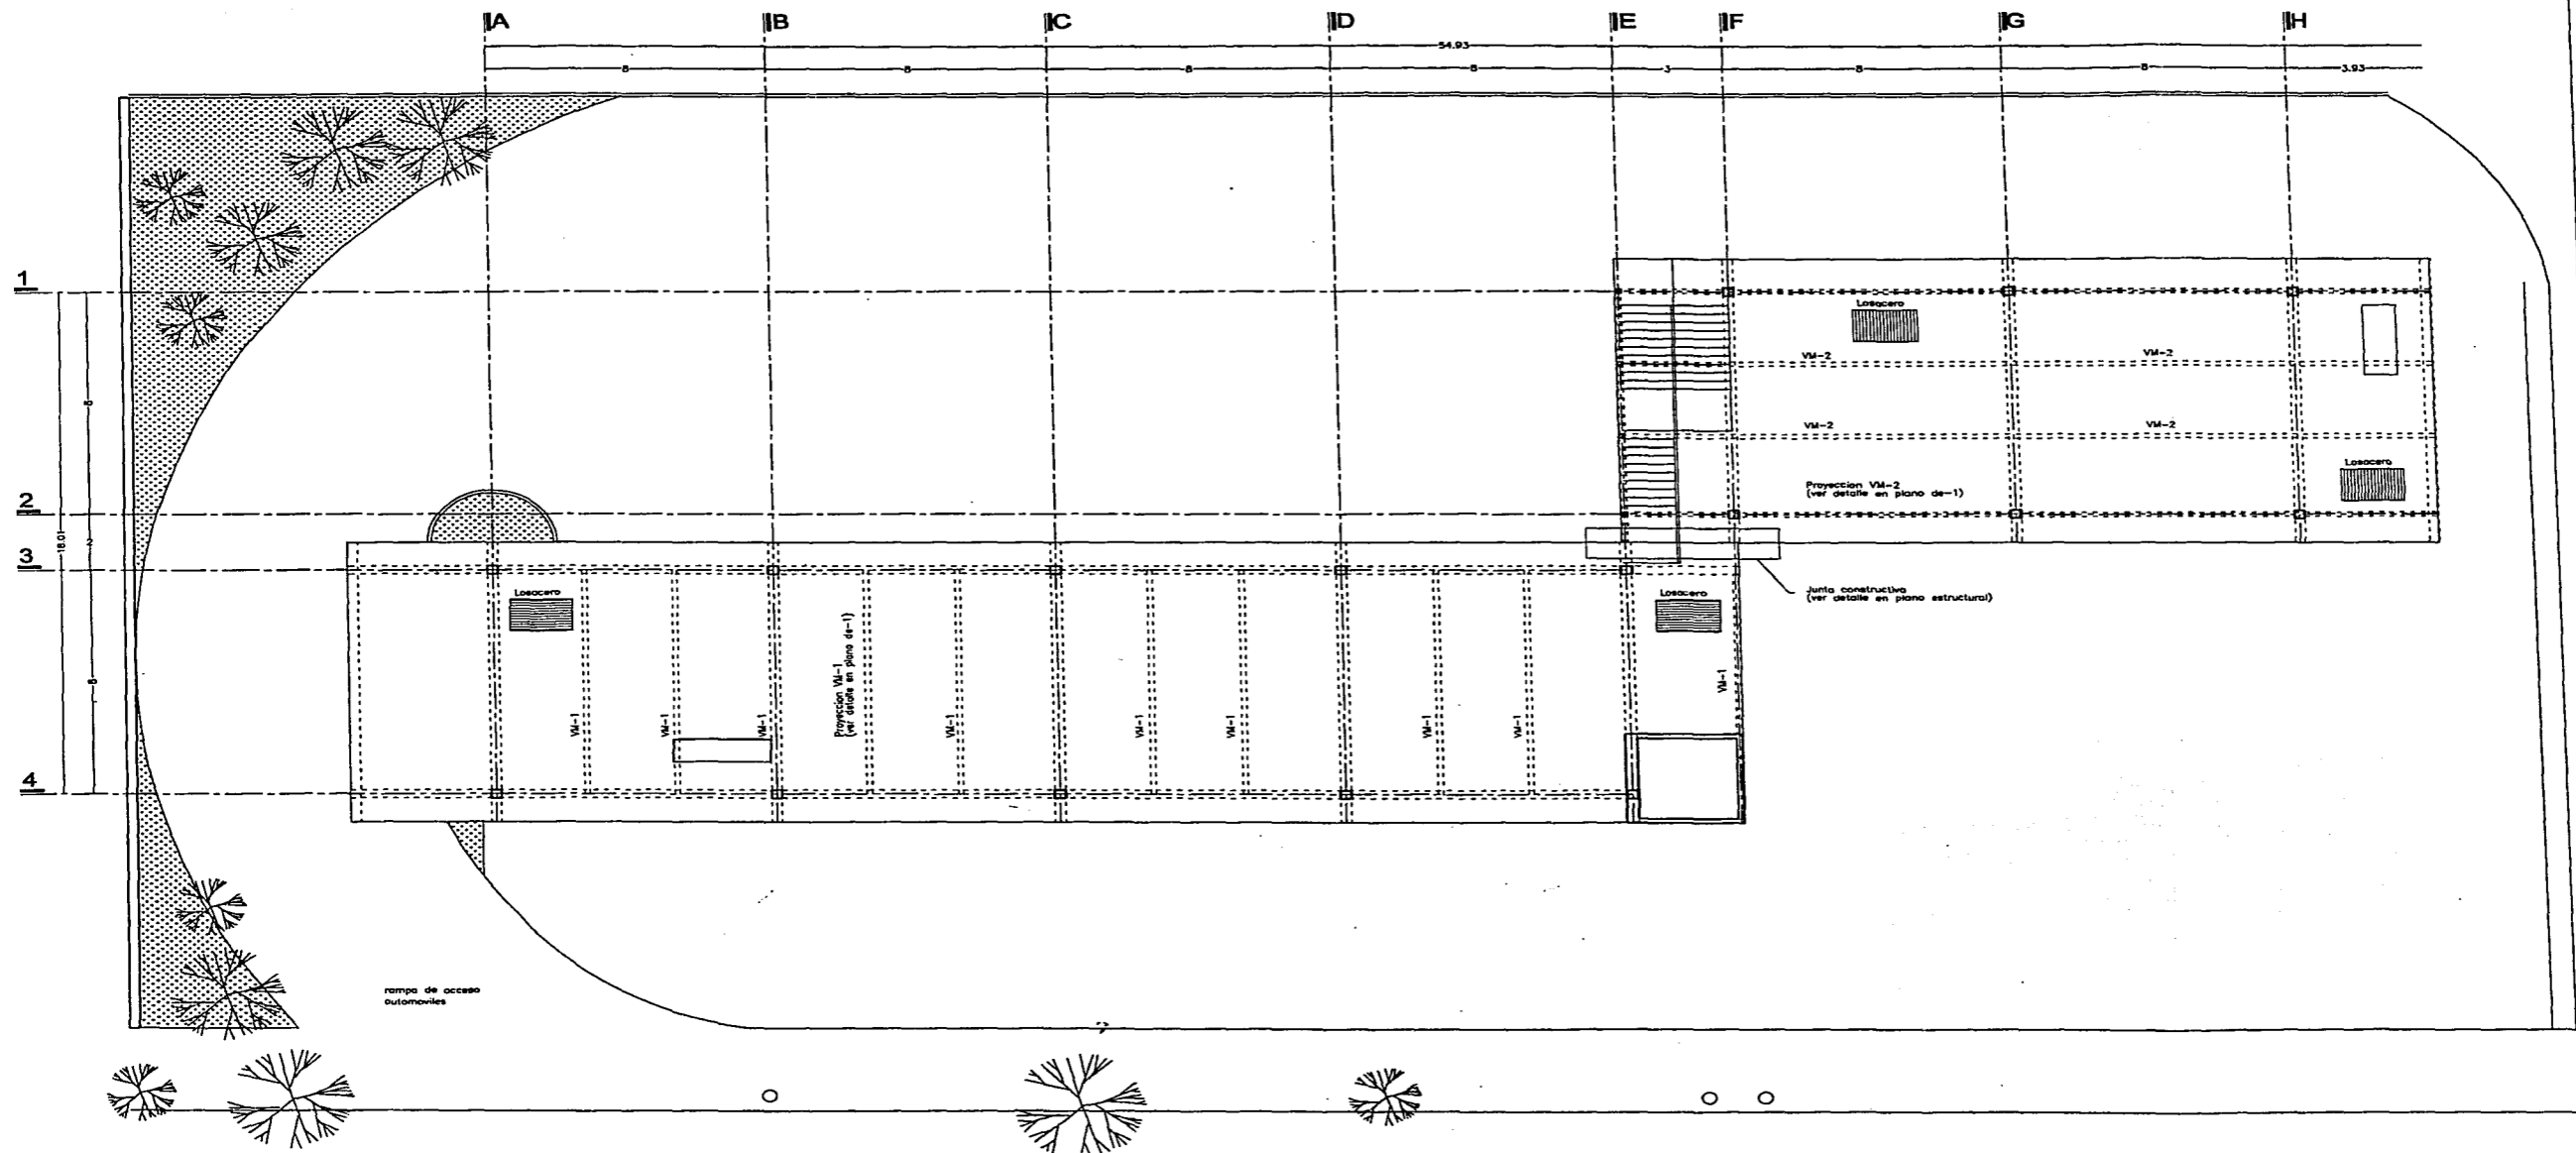 A B C D E F G H
54.93
8 8 8 8 3 8 8 3.93
1
Losacero
VM-2 VM-2
8
VM-2 VM-2
Losacero
Proyeccion VM-2
(ver detalle en plano de-1)
2
18.01
2
3
Junta constructiva
(ver detalle en plano estructural)
Losacero Losacero
Proyeccion VM-1
(ver detalle en plano de-1)
8
VM-1
VM-1 VM-1 VM-1 VM-1 VM-1 VM-1 VM-1 VM-1
4
rampa de acceso
automoviles